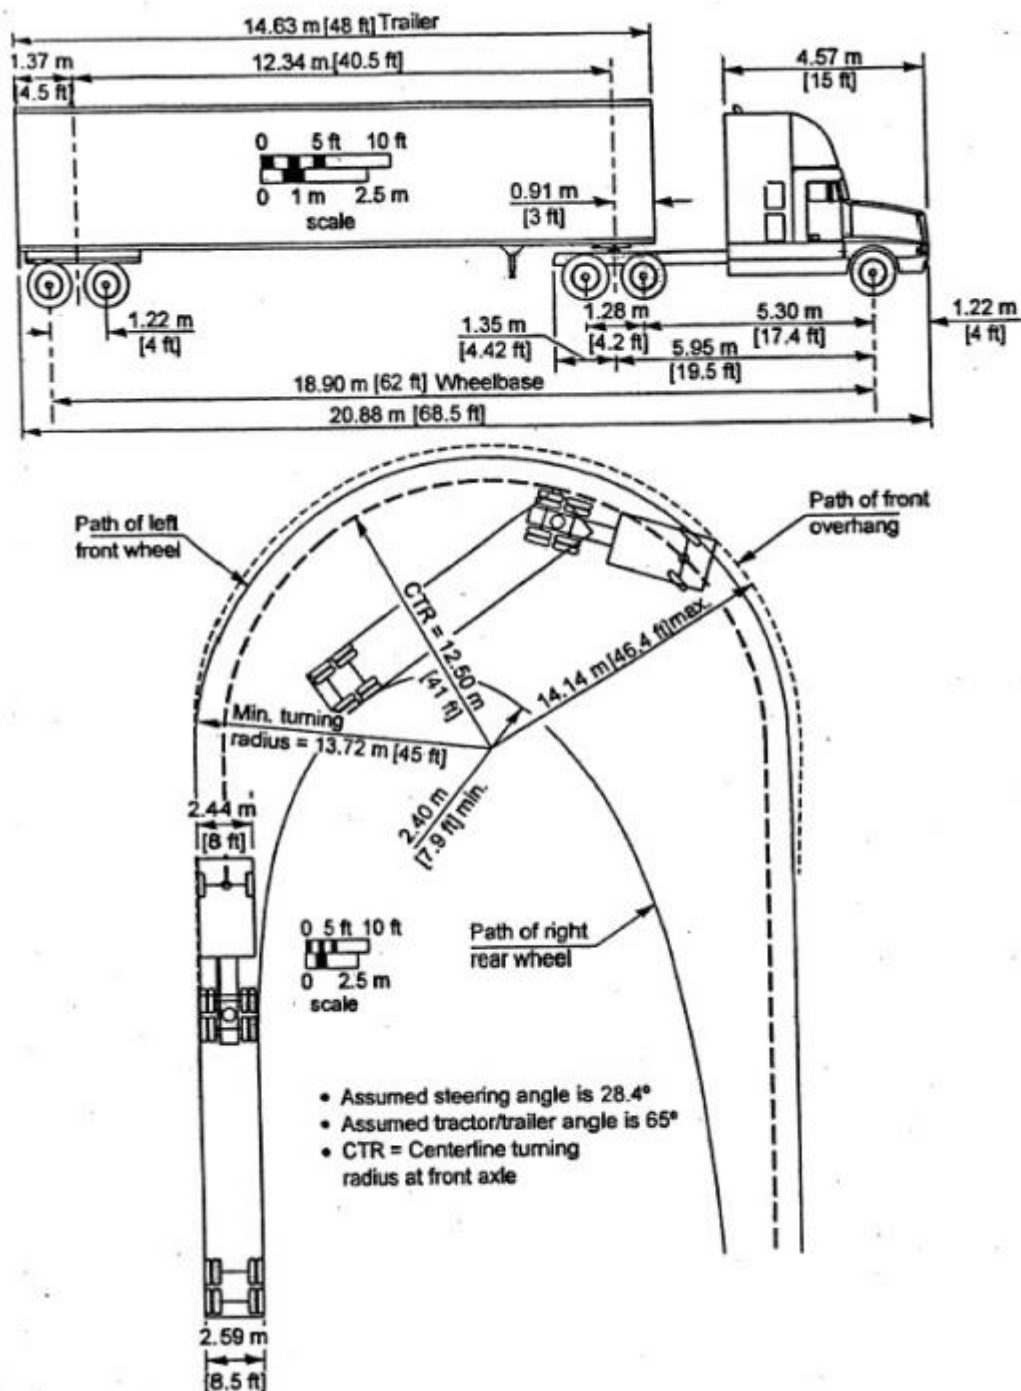 14.63 m [48 ft] Trailer
1.37 m
[4.5 ft]
12.34 m [40.5 ft]
4.57 m
[15 ft]
0 5 ft 10 ft
0 1 m 2.5 m
scale
0.91 m
[3 ft]
1.22 m
[4 ft]
1.35 m
[4.42 ft]
1.28 m
[4.2 ft]
5.30 m
[17.4 ft]
1.22 m
[4 ft]
5.95 m
[19.5 ft]
18.90 m [62 ft] Wheelbase
20.88 m [68.5 ft]
Path of left
front wheel
Path of front
overhang
CTR = 12.50 m
[41 ft]
14.14 m [46.4 ft] max.
Min. turning
radius = 13.72 m [45 ft]
2.40 m
[7.9 ft] min.
2.44 m
[8 ft]
0 5 ft 10 ft
0 2.5 m
scale
Path of right
rear wheel
• Assumed steering angle is 28.4°
• Assumed tractor/trailer angle is 65°
• CTR = Centerline turning
radius at front axle
2.59 m
[8.5 ft]